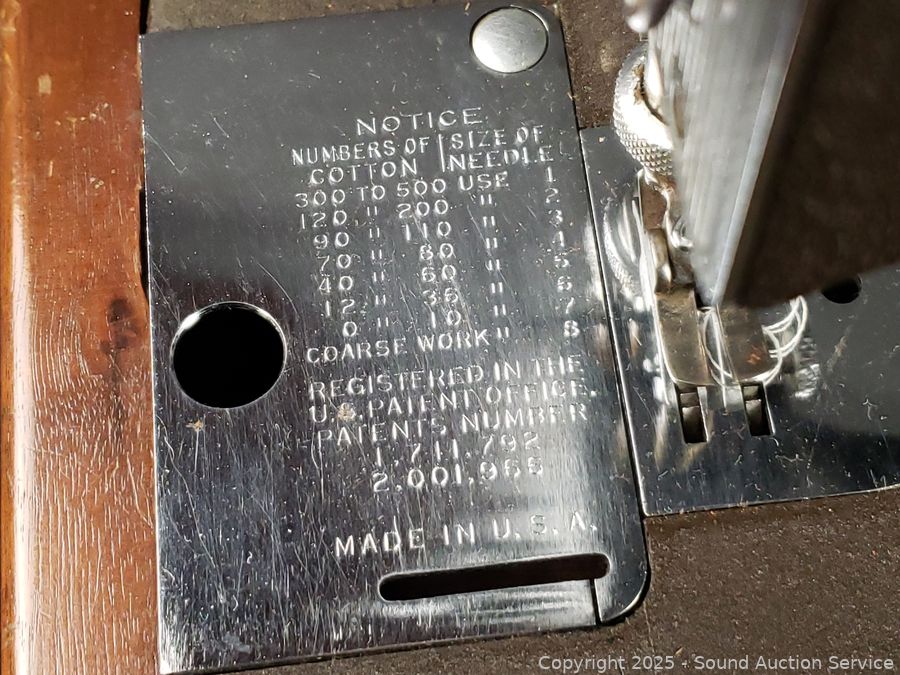 NOTICE
NUMBERS OF COTTON | SIZE OF NEEDLE
300 TO 500 USE 1
120 " 200 " 2
90 " 110 " 3
70 " 80 " 4
40 " 60 " 5
12 " 36 " 6
0 " 10 " 7
COARSE WORK " 8
REGISTERED IN THE
U.S. PATENT OFFICE.
PATENTS NUMBER
1,711,792
2,001,966
MADE IN U.S.A.
Copyright © 2025 - Sound Auction Service